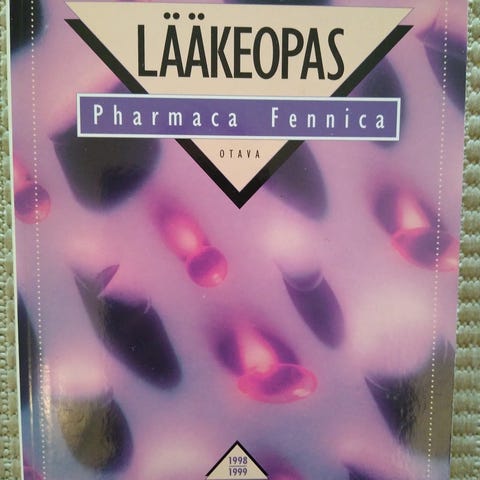 LÄÄKEOPAS
Pharmaca Fennica
OTAVA
1998
1999